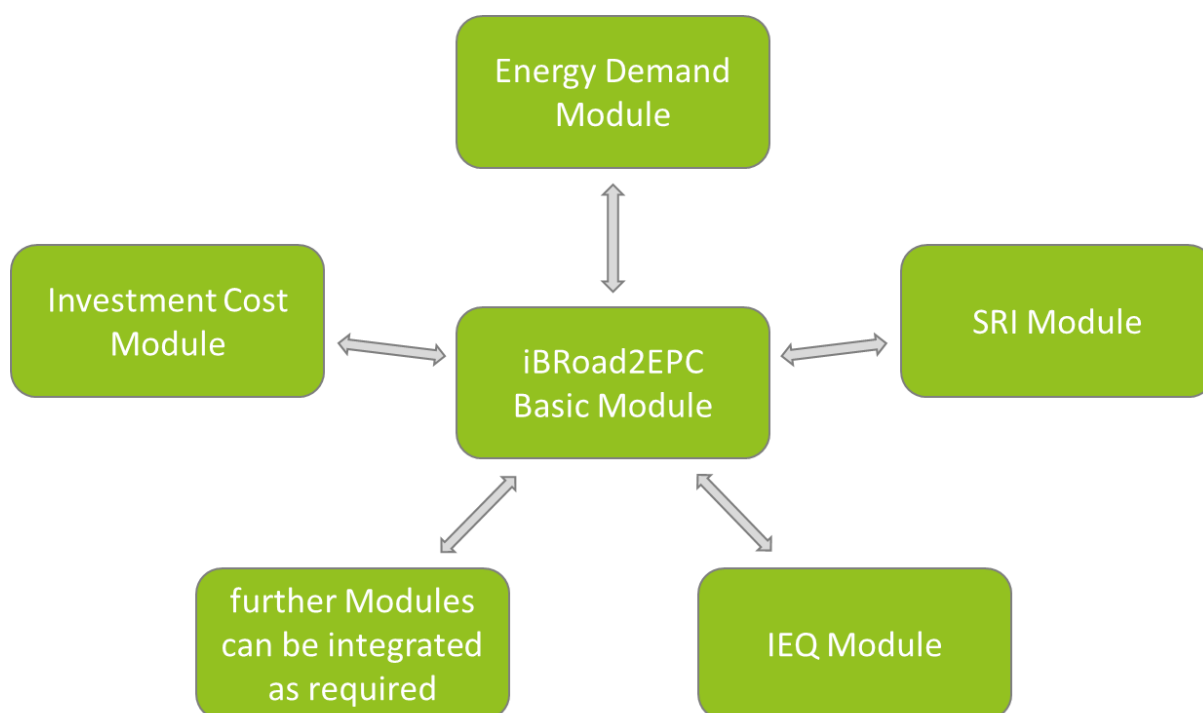 Energy Demand
Module
Investment Cost
Module
SRI Module
iBRoad2EPC
Basic Module
further Modules
can be integrated
as required
IEQ Module